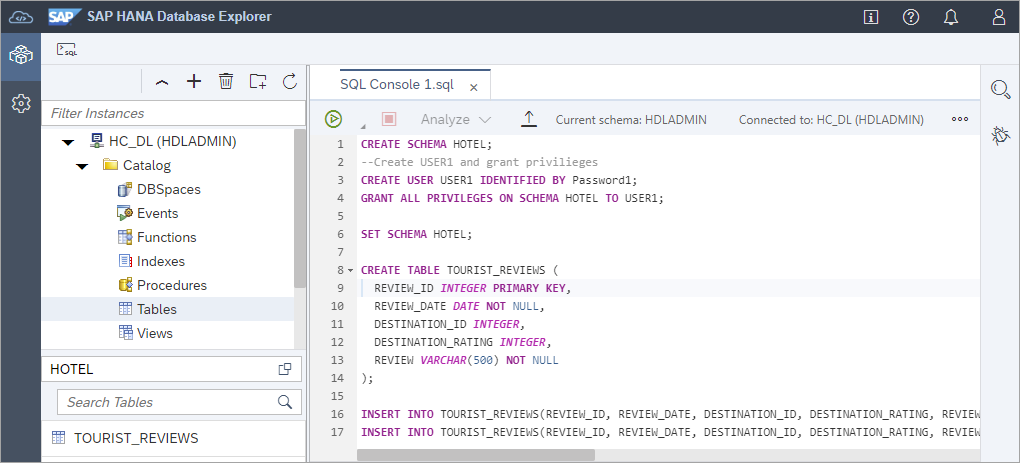 SAP SAP HANA Database Explorer
SQL
Filter Instances
HC_DL (HDLADMIN)
Catalog
DBSpaces
Events
Functions
Indexes
Procedures
Tables
Views
HOTEL
Search Tables
TOURIST_REVIEWS
SQL Console 1.sql
Analyze Current schema: HDLADMIN Connected to: HC_DL (HDLADMIN)
1 CREATE SCHEMA HOTEL;
2 --Create USER1 and grant privilieges
3 CREATE USER USER1 IDENTIFIED BY Password1;
4 GRANT ALL PRIVILEGES ON SCHEMA HOTEL TO USER1;
5
6 SET SCHEMA HOTEL;
7
8 CREATE TABLE TOURIST_REVIEWS (
9 REVIEW_ID INTEGER PRIMARY KEY,
10 REVIEW_DATE DATE NOT NULL,
11 DESTINATION_ID INTEGER,
12 DESTINATION_RATING INTEGER,
13 REVIEW VARCHAR(500) NOT NULL
14 );
15
16 INSERT INTO TOURIST_REVIEWS(REVIEW_ID, REVIEW_DATE, DESTINATION_ID, DESTINATION_RATING, REVIEW
17 INSERT INTO TOURIST_REVIEWS(REVIEW_ID, REVIEW_DATE, DESTINATION_ID, DESTINATION_RATING, REVIEW